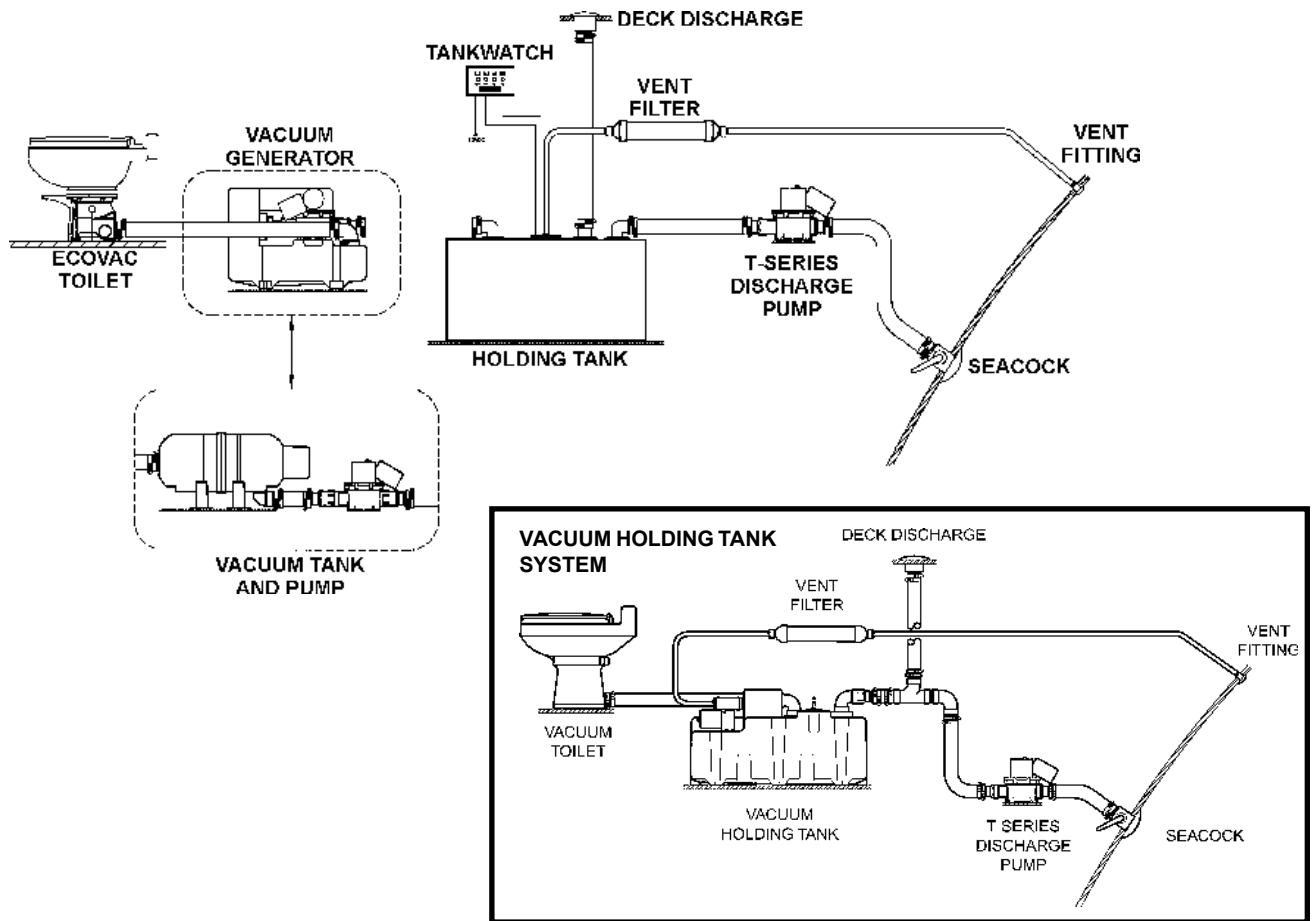 DECK DISCHARGE
TANKWATCH
VENT
FILTER
VACUUM
GENERATOR
VENT
FITTING
ECOVAC
TOILET
T-SERIES
DISCHARGE
PUMP
HOLDING TANK
SEACOCK
VACUUM TANK
AND PUMP
VACUUM HOLDING TANK
SYSTEM
DECK DISCHARGE
VENT
FILTER
VENT
FITTING
VACUUM
TOILET
VACUUM
HOLDING TANK
T SERIES
DISCHARGE
PUMP
SEACOCK